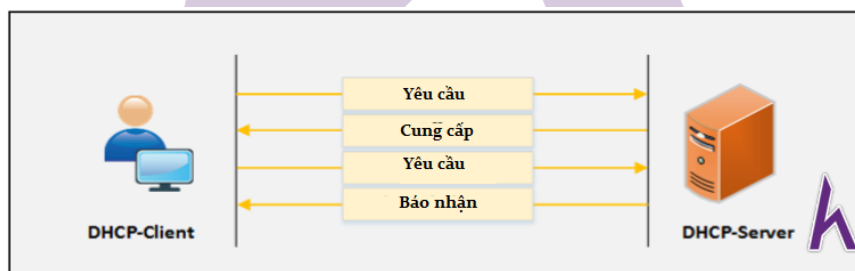 Yêu cầu
Cung cấp
Yêu cầu
Báo nhận
DHCP-Client
DHCP-Server